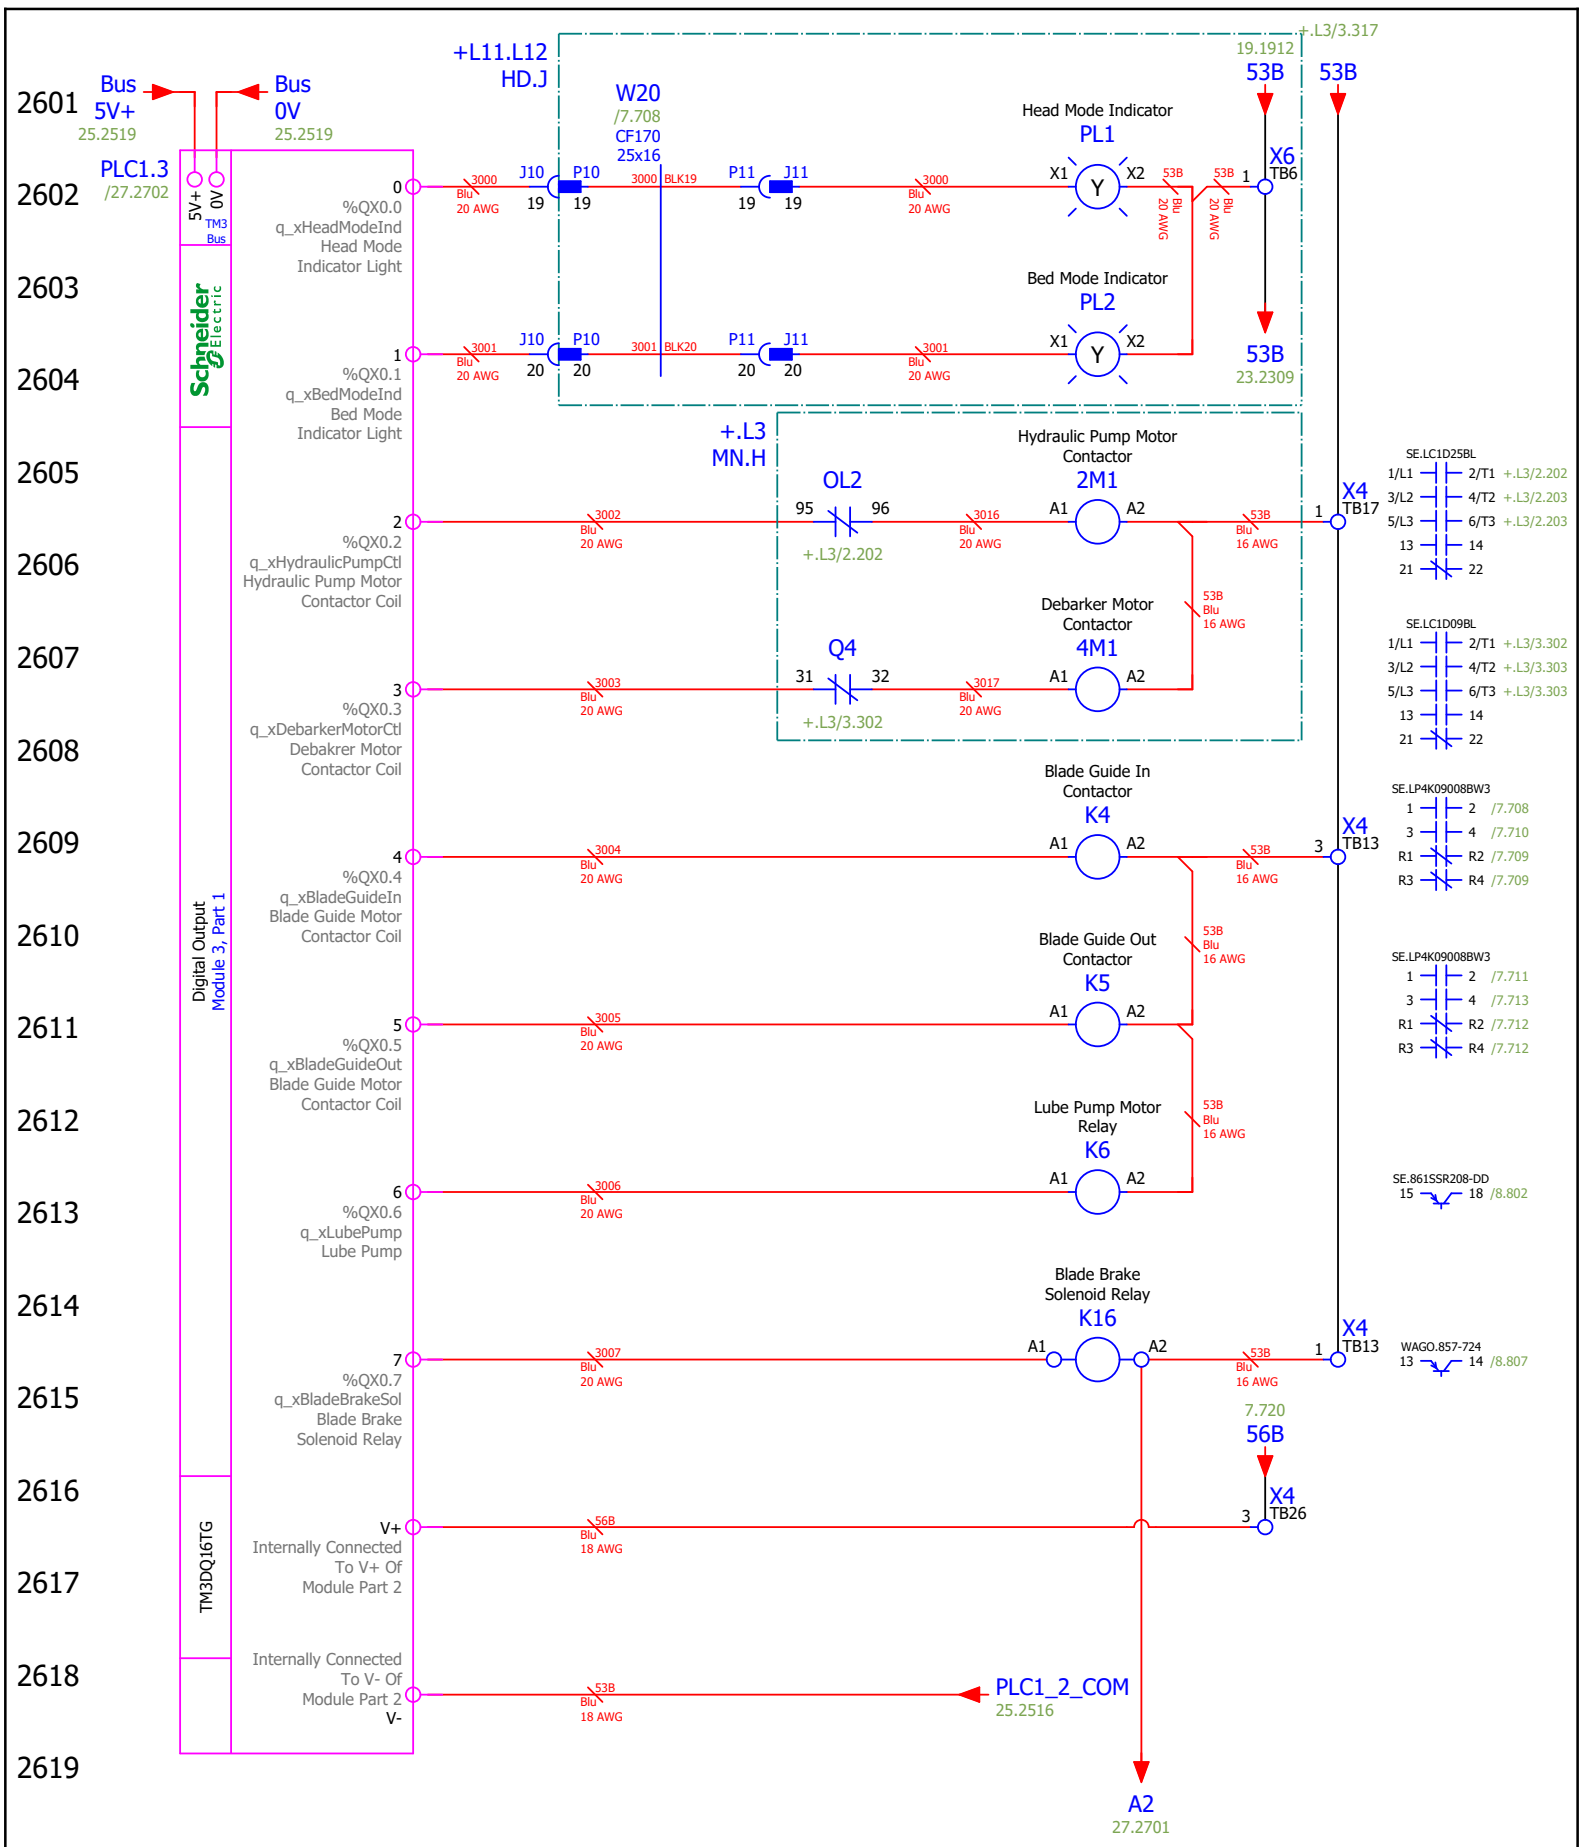 +.L3/3.317
+L11.L12
HD.J
19.1912
53B
53B
2601
Bus
5V+
25.2519
Bus
0V
25.2519
W20
/7.708
CF170
25x16
Head Mode Indicator
PL1
2602
PLC1.3
/27.2702
5V+
0V
TM3
Bus
0
3000
Blu
20 AWG
J10
P10
19
19
3000
BLK19
P11
J11
19
19
3000
Blu
20 AWG
X1
Y
X2
53B
Blu
20 AWG
53B
Blu
20 AWG
1
X6
TB6
%QX0.0
q_xHeadModeInd
Head Mode
Indicator Light
2603
Schneider
Electric
Bed Mode Indicator
PL2
2604
1
3001
Blu
20 AWG
J10
P10
20
20
3001
BLK20
P11
J11
20
20
3001
Blu
20 AWG
X1
Y
X2
53B
23.2309
%QX0.1
q_xBedModeInd
Bed Mode
Indicator Light
2605
+.L3
MN.H
Hydraulic Pump Motor
Contactor
2M1
OL2
95
96
+.L3/2.202
2
3002
Blu
20 AWG
3016
Blu
20 AWG
A1
A2
53B
Blu
16 AWG
1
X4
TB17
SE.LC1D25BL
1/L1
2/T1
+.L3/2.202
3/L2
4/T2
+.L3/2.203
5/L3
6/T3
+.L3/2.203
13
14
21
22
2606
%QX0.2
q_xHydraulicPumpCtl
Hydraulic Pump Motor
Contactor Coil
53B
Blu
16 AWG
2607
Debarker Motor
Contactor
4M1
Q4
31
32
+.L3/3.302
3
3003
Blu
20 AWG
3017
Blu
20 AWG
A1
A2
SE.LC1D09BL
1/L1
2/T1
+.L3/3.302
3/L2
4/T2
+.L3/3.303
5/L3
6/T3
+.L3/3.303
13
14
21
22
2608
%QX0.3
q_xDebarkerMotorCtl
Debakrer Motor
Contactor Coil
2609
Blade Guide In
Contactor
K4
4
3004
Blu
20 AWG
A1
A2
53B
Blu
16 AWG
3
X4
TB13
SE.LP4K09008BW3
1
2
/7.708
3
4
/7.710
R1
R2
/7.709
R3
R4
/7.709
%QX0.4
q_xBladeGuideIn
Blade Guide Motor
Contactor Coil
Digital Output
Module 3, Part 1
2610
53B
Blu
16 AWG
2611
Blade Guide Out
Contactor
K5
5
3005
Blu
20 AWG
A1
A2
SE.LP4K09008BW3
1
2
/7.711
3
4
/7.713
R1
R2
/7.712
R3
R4
/7.712
%QX0.5
q_xBladeGuideOut
Blade Guide Motor
Contactor Coil
2612
53B
Blu
16 AWG
Lube Pump Motor
Relay
K6
2613
6
3006
Blu
20 AWG
A1
A2
SE.861SSR208-DD
15
18
/8.802
%QX0.6
q_xLubePump
Lube Pump
2614
Blade Brake
Solenoid Relay
K16
7
3007
Blu
20 AWG
A1
A2
53B
Blu
16 AWG
1
X4
TB13
WAGO.857-724
13
14
/8.807
2615
%QX0.7
q_xBladeBrakeSol
Blade Brake
Solenoid Relay
7.720
56B
2616
V+
56B
Blu
18 AWG
3
X4
TB26
Internally Connected
To V+ Of
Module Part 2
TM3DQ16TG
2617
2618
Internally Connected
To V- Of
Module Part 2
V-
53B
Blu
18 AWG
PLC1_2_COM
25.2516
2619
A2
27.2701